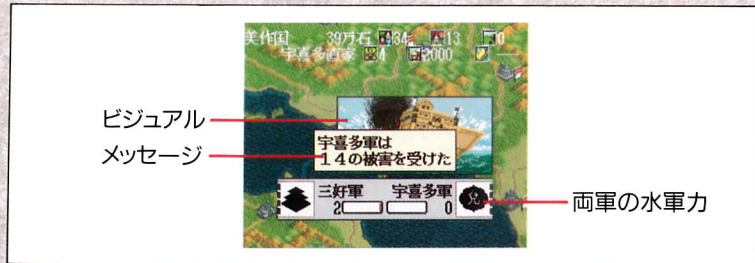 美作国 39万石 34 13 0
宇喜多直家 4 2000
ビジュアル
メッセージ
宇喜多軍は
14の被害を受けた
三好軍 宇喜多軍
2 0
兒
両軍の水軍力